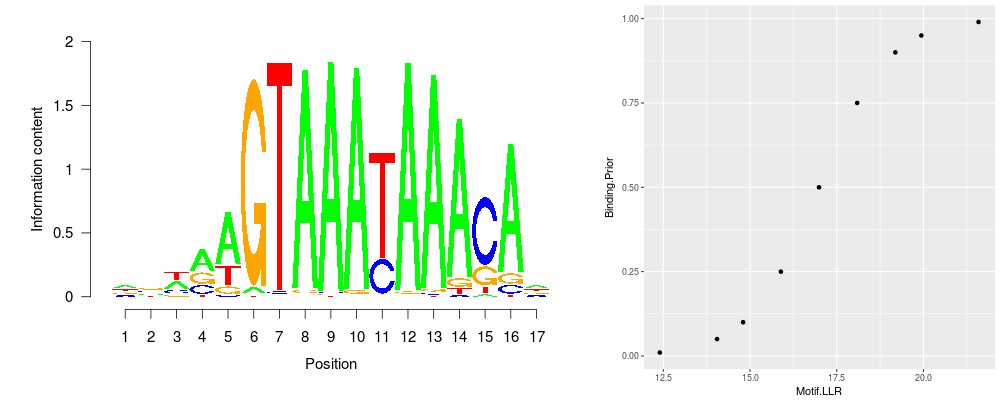 Information content
2
1.5
1
0.5
0
1 2 3 4 5 6 7 8 9 10 11 12 13 14 15 16 17
Position
T A A G T A A A T A A A C A
A G T C G G G
C G T T C
Binding.Prior
1.00
0.75
0.50
0.25
0.00
12.5 15.0 17.5 20.0
Motif.LLR